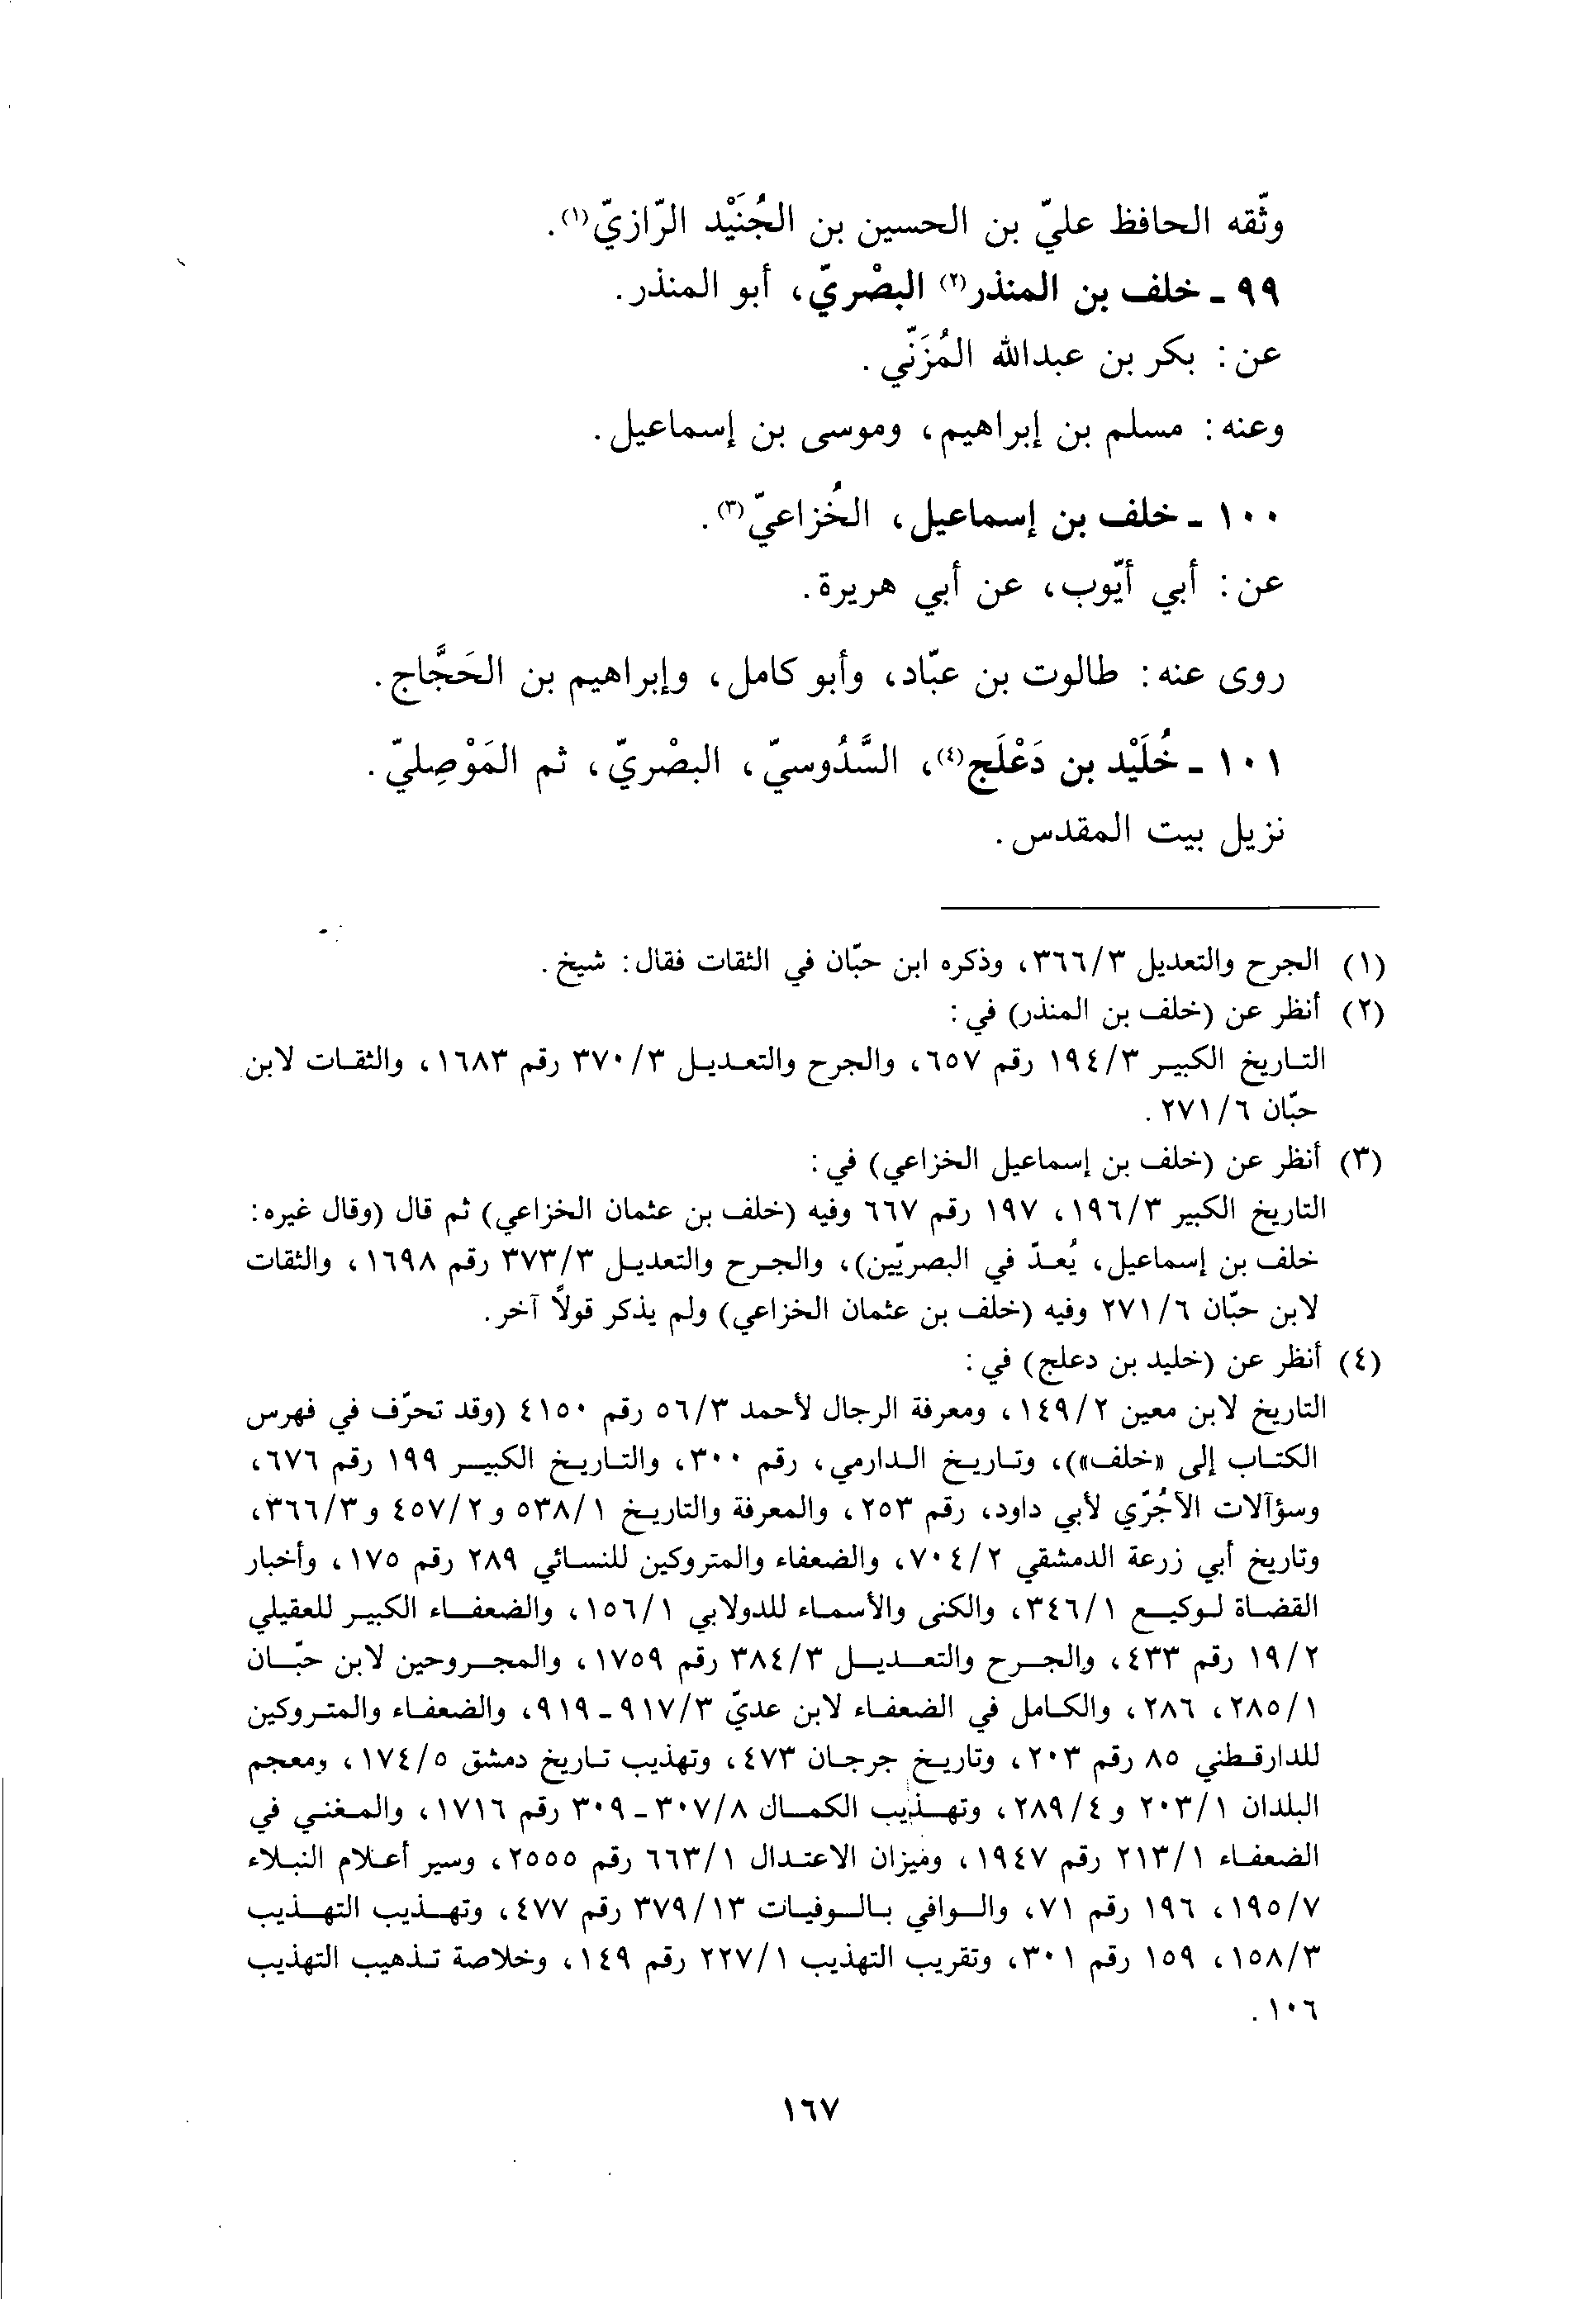 وثّقه الحافظ عليّ بن الحسين بن الجُنَيْد الرّازيّ(١).
٩٩ - خلف بن المنذر(٢) البصْريّ، أبو المنذر.
عن: بكر بن عبدالله المُزَنّي.
وعنه: مسلم بن إبراهيم، وموسى بن إسماعيل.
١٠٠ - خلف بن إسماعيل، الخُزاعيّ(٣).
عن: أبي أيّوب، عن أبي هريرة.
روى عنه: طالوت بن عبّاد، وأبو كامل، وإبراهيم بن الحَجَّاج.
١٠١ - خُلَيْد بن دَعْلَج(٤)، السَّدُوسيّ، البصْريّ، ثم المَوْصِليّ.
نزيل بيت المقدس.
(١) الجرح والتعديل ٣٦٦/٣، وذكره ابن حبّان في الثقات فقال: شيخ.
(٢) أنظر عن (خلف بن المنذر) في:
التاريخ الكبير ١٩٤/٣ رقم ٦٥٧، والجرح والتعديل ٣٧٠/٣ رقم ١٦٨٣، والثقات لابن
حبّان ٢٧١/٦.
(٣) أنظر عن (خلف بن إسماعيل الخزاعي) في:
التاريخ الكبير ١٩٦/٣، ١٩٧ رقم ٦٦٧ وفيه (خلف بن عثمان الخزاعي) ثم قال (وقال غيره:
خلف بن إسماعيل، يُعدّ في البصريّين)، والجرح والتعديل ٣٧٣/٣ رقم ١٦٩٨، والثقات
لابن حبّان ٢٧١/٦ وفيه (خلف بن عثمان الخزاعي) ولم يذكر قولاً آخر.
(٤) أنظر عن (خليد بن دعلج) في:
التاريخ لابن معين ١٤٩/٢، ومعرفة الرجال لأحمد ٥٦/٣ رقم ٤١٥٠ (وقد تحرّف في فهرس
الكتاب إلى «خلف»)، وتاريخ الدارمي، رقم ٣٠٠، والتاريخ الكبير ١٩٩ رقم ٦٧٦،
وسؤآلات الآجُرّي لأبي داود، رقم ٢٥٣، والمعرفة والتاريخ ٥٣٨/١ و ٤٥٧/٢ و ٣٦٦/٣،
وتاريخ أبي زرعة الدمشقي ٧٠٤/٢، والضعفاء والمتروكين للنسائي ٢٨٩ رقم ١٧٥، وأخبار
القضاة لوكيع ٣٤٦/١، والكنى والأسماء للدولابي ١٥٦/١، والضعفاء الكبير للعقيلي
١٩/٢ رقم ٤٣٣، والجرح والتعديل ٣٨٤/٣ رقم ١٧٥٩، والمجروحين لابن حبّان
٢٨٥/١، ٢٨٦، والكامل في الضعفاء لابن عديّ ٩١٧/٣ - ٩١٩، والضعفاء والمتروكين
للدارقطني ٨٥ رقم ٢٠٣، وتاريخ جرجان ٤٧٣، وتهذيب تاريخ دمشق ١٧٤/٥، ومعجم
البلدان ٢٠٣/١ و ٢٨٩/٤، وتهذيب الكمال ٣٠٧/٨ - ٣٠٩ رقم ١٧١٦، والمغني في
الضعفاء ٢١٣/١ رقم ١٩٤٧، وميزان الاعتدال ٦٦٣/١ رقم ٢٥٥٥، وسير أعلام النبلاء
١٩٥/٧، ١٩٦ رقم ٧١، والوافي بالوفيات ٣٧٩/١٣ رقم ٤٧٧، وتهذيب التهذيب
١٥٨/٣، ١٥٩ رقم ٣٠١، وتقريب التهذيب ٢٢٧/١ رقم ١٤٩، وخلاصة تذهيب التهذيب
١٠٦.
١٦٧